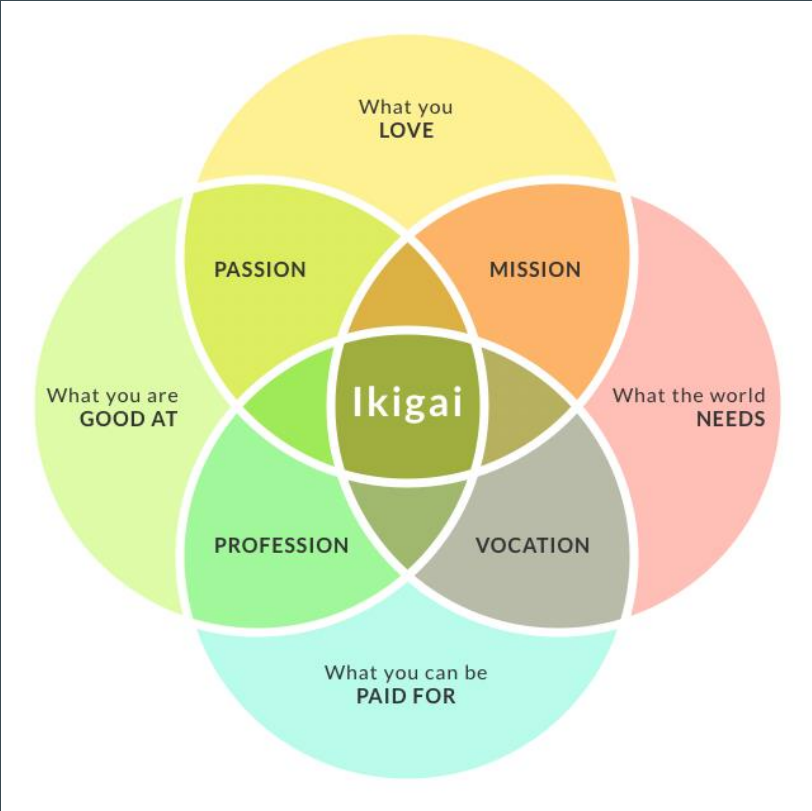 What you
LOVE
PASSION
MISSION
What you are
GOOD AT
Ikigai
What the world
NEEDS
PROFESSION
VOCATION
What you can be
PAID FOR